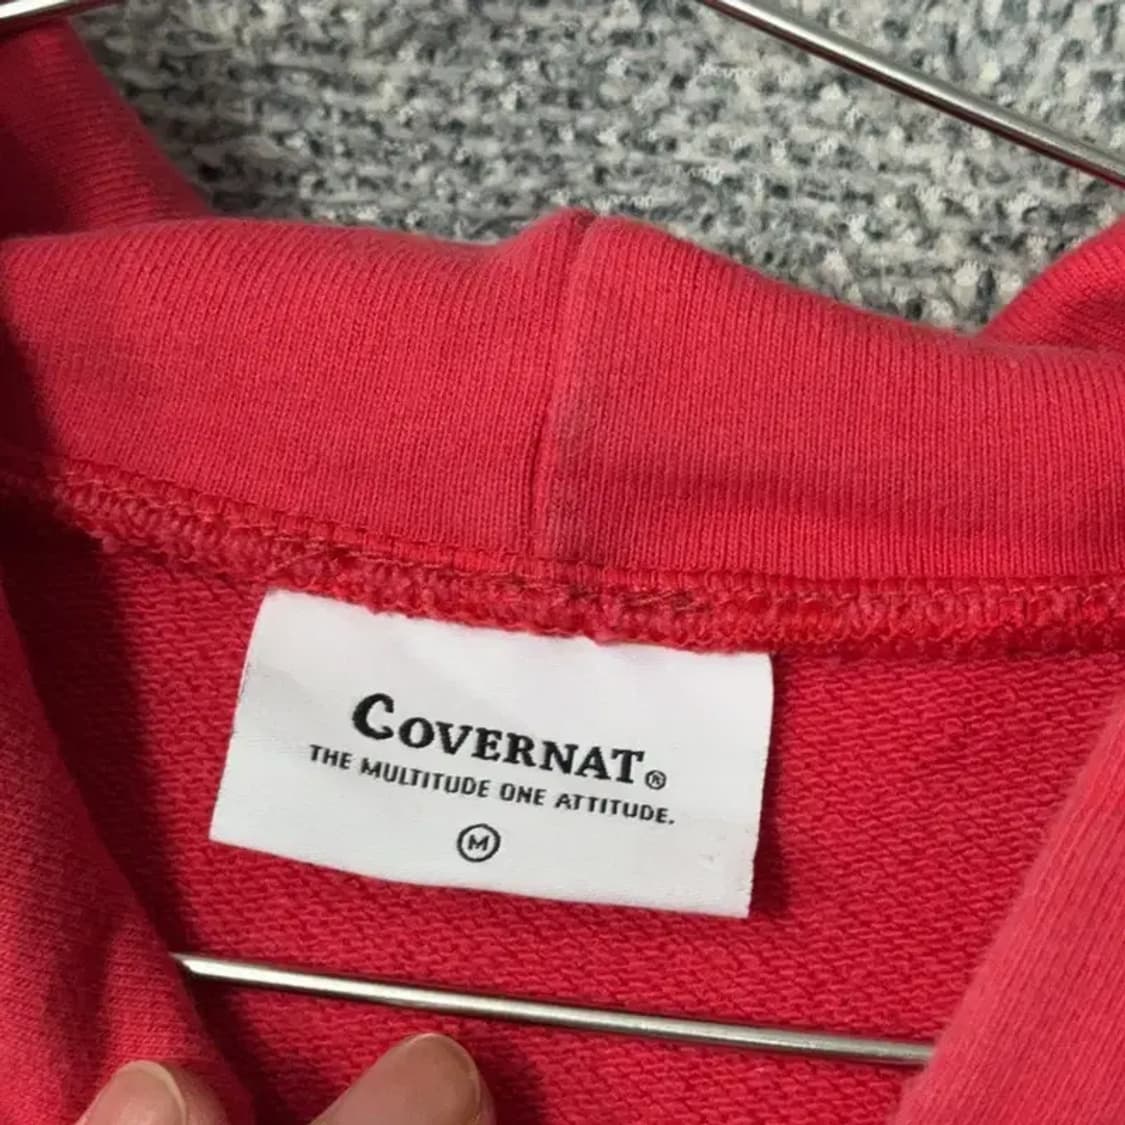 COVERNAT.®
THE MULTITUDE ONE ATTITUDE.
M